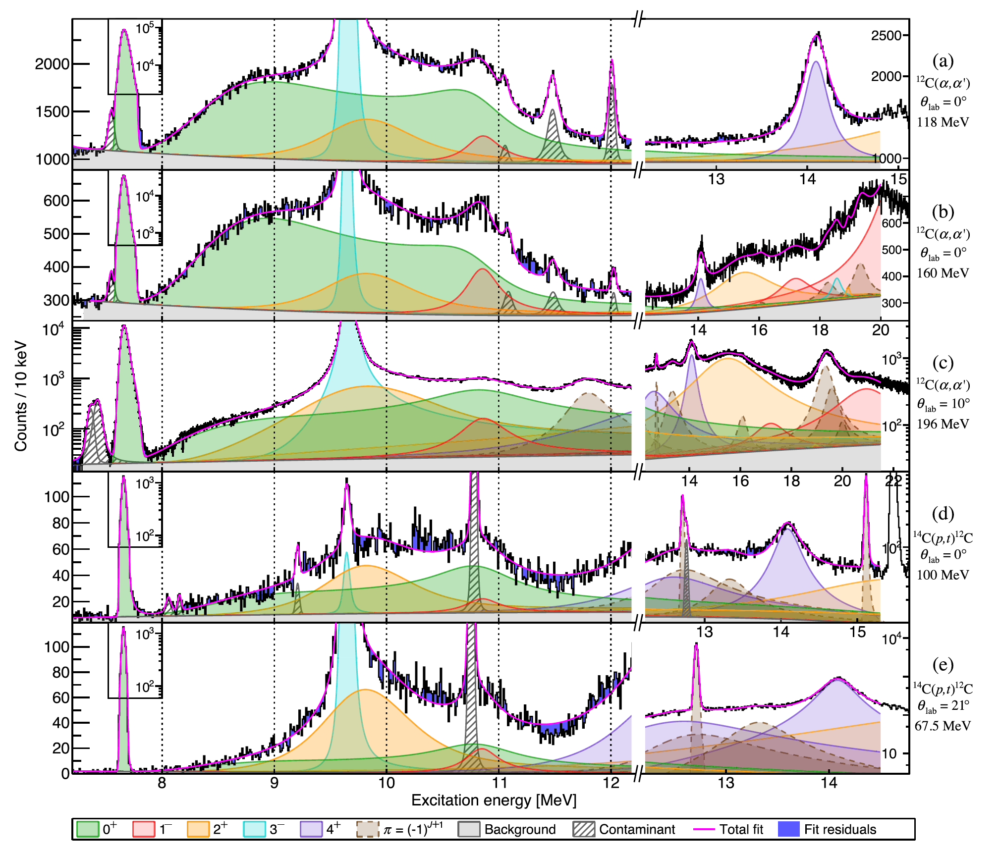 Counts / 10 keV
10⁵
10⁴
2000
1500
1000
2500
2000
1000
13 14 15
(a)
¹²C(α,α')
θlab = 0°
118 MeV
10⁴
10³
600
500
400
300
600
500
400
300
14 16 18 20
(b)
¹²C(α,α')
θlab = 0°
160 MeV
10⁴
10³
10²
10³
10²
14 16 18 20 22
(c)
¹²C(α,α')
θlab = 10°
196 MeV
10³
10²
100
80
60
40
20
10²
13 14 15
(d)
¹⁴C(p,t)¹²C
θlab = 0°
100 MeV
10³
10²
100
80
60
40
20
0
10⁴
10
13 14
(e)
¹⁴C(p,t)¹²C
θlab = 21°
67.5 MeV
8 9 10 11 12
Excitation energy [MeV]
0⁺ 1⁻ 2⁺ 3⁻ 4⁺ π = (-1)ᴶ⁺¹ Background Contaminant Total fit Fit residuals